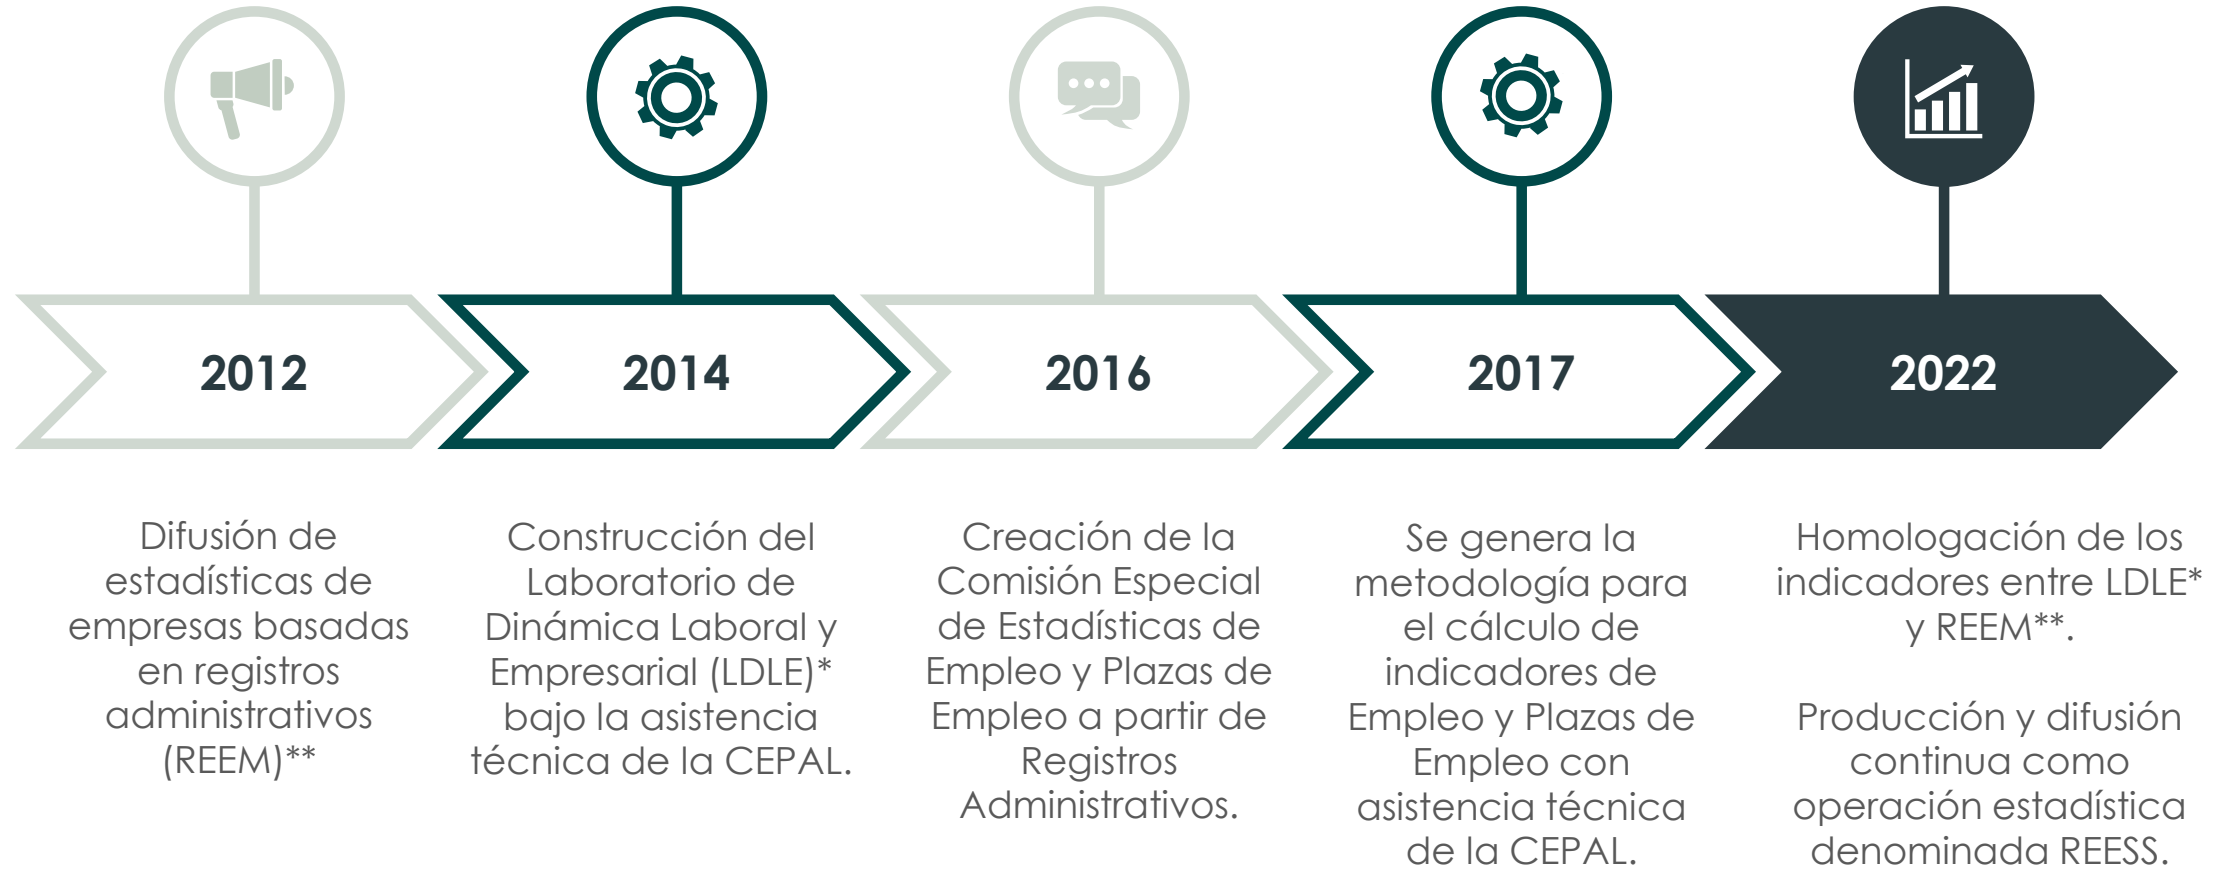 2012
2014
2016
2017
2022
Difusión de
estadísticas de
empresas basadas
en registros
administrativos
(REEM)**
Construcción del
Laboratorio de
Dinámica Laboral y
Empresarial (LDLE)*
bajo la asistencia
técnica de la CEPAL.
Creación de la
Comisión Especial
de Estadísticas de
Empleo y Plazas de
Empleo a partir de
Registros
Administrativos.
Se genera la
metodología para
el cálculo de
indicadores de
Empleo y Plazas de
Empleo con
asistencia técnica
de la CEPAL.
Homologación de los
indicadores entre LDLE*
y REEM**.
Producción y difusión
continua como
operación estadística
denominada REESS.